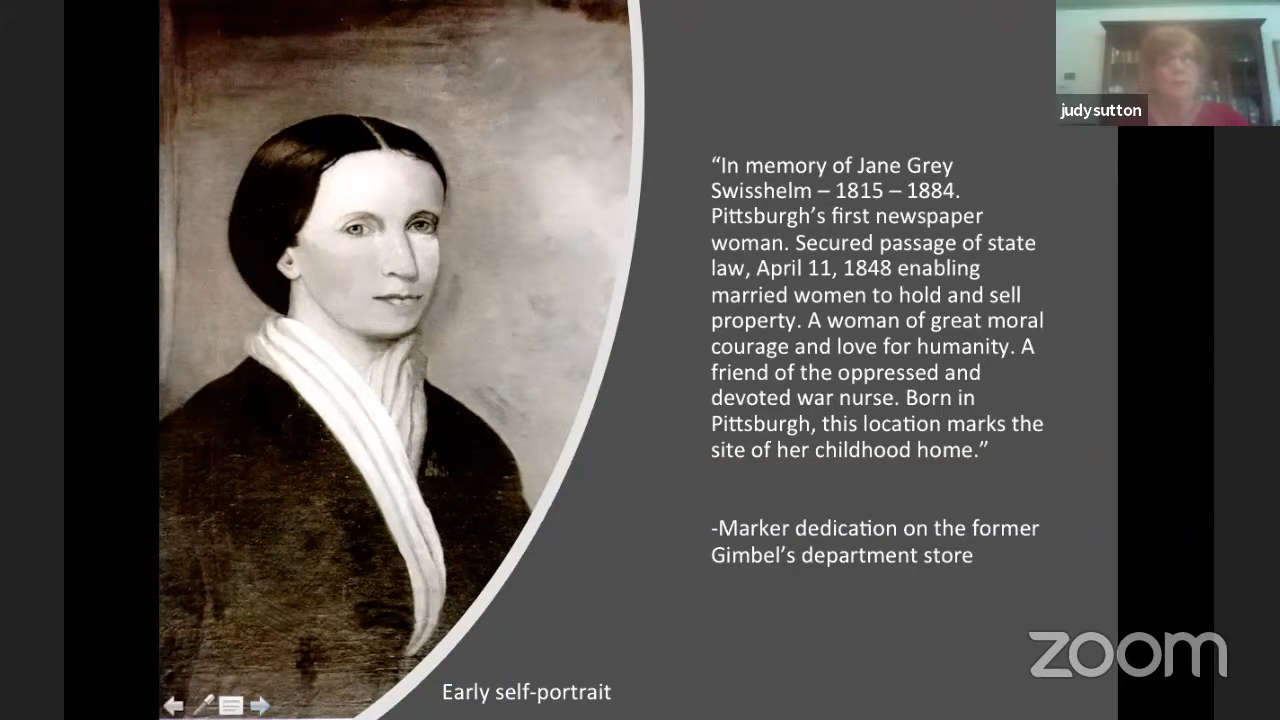 judysutton
“In memory of Jane Grey
Swisshelm – 1815 – 1884.
Pittsburgh’s first newspaper
woman. Secured passage of state
law, April 11, 1848 enabling
married women to hold and sell
property. A woman of great moral
courage and love for humanity. A
friend of the oppressed and
devoted war nurse. Born in
Pittsburgh, this location marks the
site of her childhood home.”
-Marker dedication on the former
Gimbel’s department store
Early self-portrait
zoom